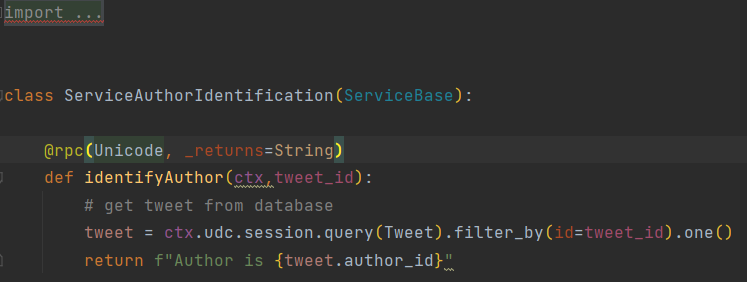 import ...
class ServiceAuthorIdentification(ServiceBase):
@rpc(Unicode, _returns=String)
def identifyAuthor(ctx,tweet_id):
# get tweet from database
tweet = ctx.udc.session.query(Tweet).filter_by(id=tweet_id).one()
return f"Author is {tweet.author_id}"